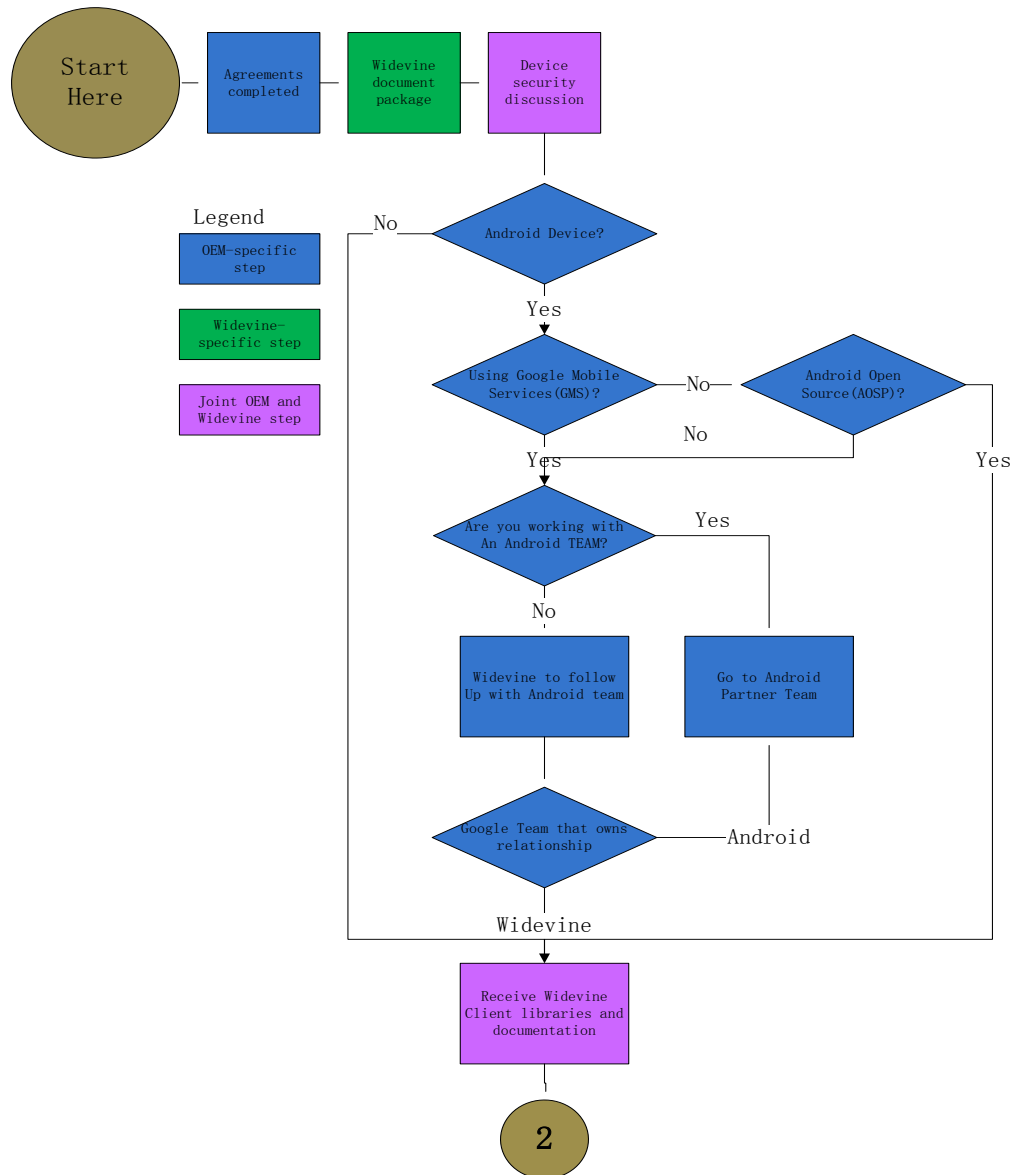 Start
Here
Agreements
completed
Widevine
document
package
Device
security
discussion
Legend
OEM-specific
step
Widevine-
specific step
Joint OEM and
Widevine step
No
Android Device?
Yes
Using Google Mobile
Services(GMS)?
No
Android Open
Source(AOSP)?
No
Yes
Yes
Are you working with
An Android TEAM?
Yes
No
Widevine to follow
Up with Android team
Go to Android
Partner Team
Google Team that owns
relationship
Android
Widevine
Receive Widevine
Client libraries and
documentation
2